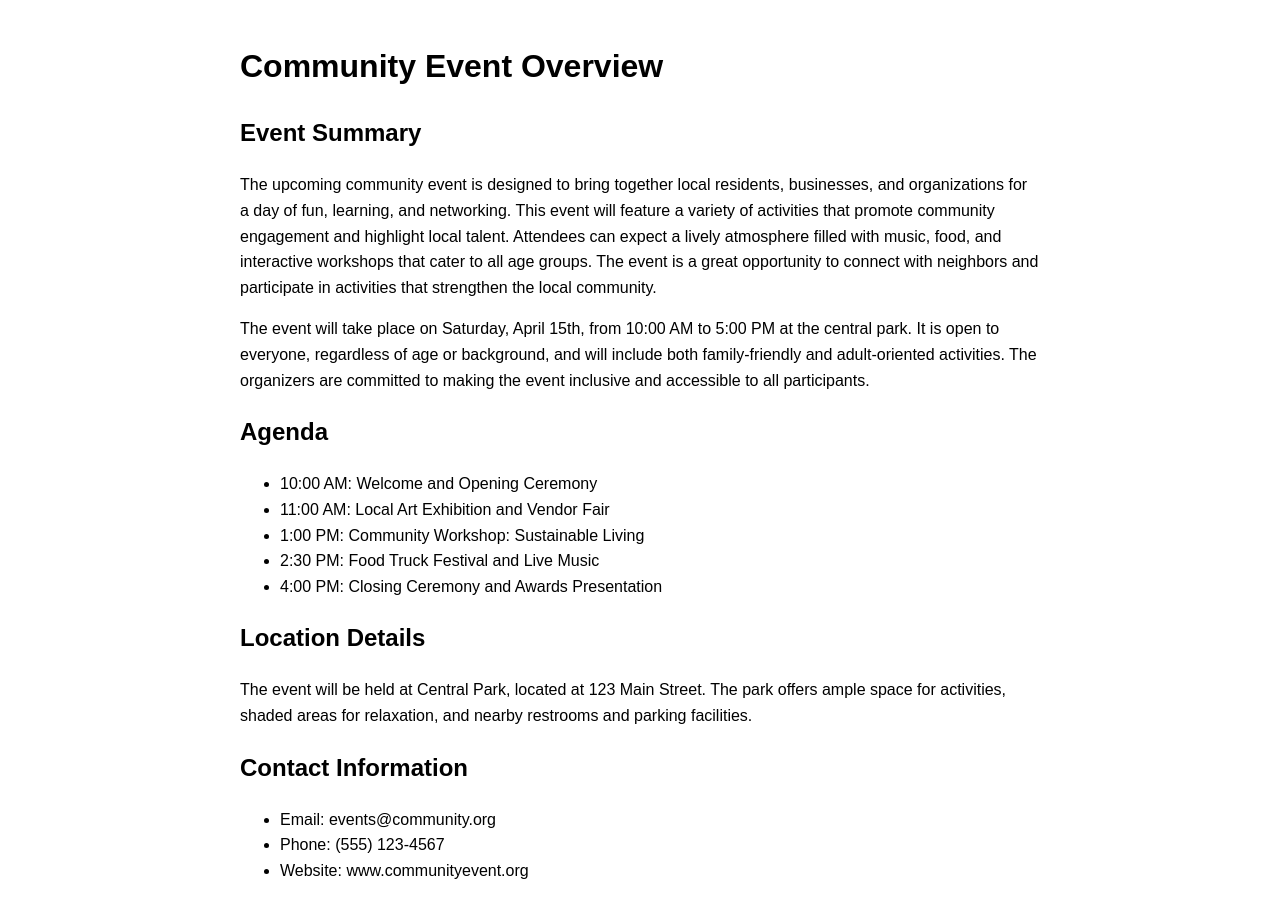 Community Event Overview
Event Summary
The upcoming community event is designed to bring together local residents, businesses, and organizations for
a day of fun, learning, and networking. This event will feature a variety of activities that promote community
engagement and highlight local talent. Attendees can expect a lively atmosphere filled with music, food, and
interactive workshops that cater to all age groups. The event is a great opportunity to connect with neighbors and
participate in activities that strengthen the local community.
The event will take place on Saturday, April 15th, from 10:00 AM to 5:00 PM at the central park. It is open to
everyone, regardless of age or background, and will include both family-friendly and adult-oriented activities. The
organizers are committed to making the event inclusive and accessible to all participants.
Agenda
• 10:00 AM: Welcome and Opening Ceremony
• 11:00 AM: Local Art Exhibition and Vendor Fair
• 1:00 PM: Community Workshop: Sustainable Living
• 2:30 PM: Food Truck Festival and Live Music
• 4:00 PM: Closing Ceremony and Awards Presentation
Location Details
The event will be held at Central Park, located at 123 Main Street. The park offers ample space for activities,
shaded areas for relaxation, and nearby restrooms and parking facilities.
Contact Information
• Email: events@community.org
• Phone: (555) 123-4567
• Website: www.communityevent.org